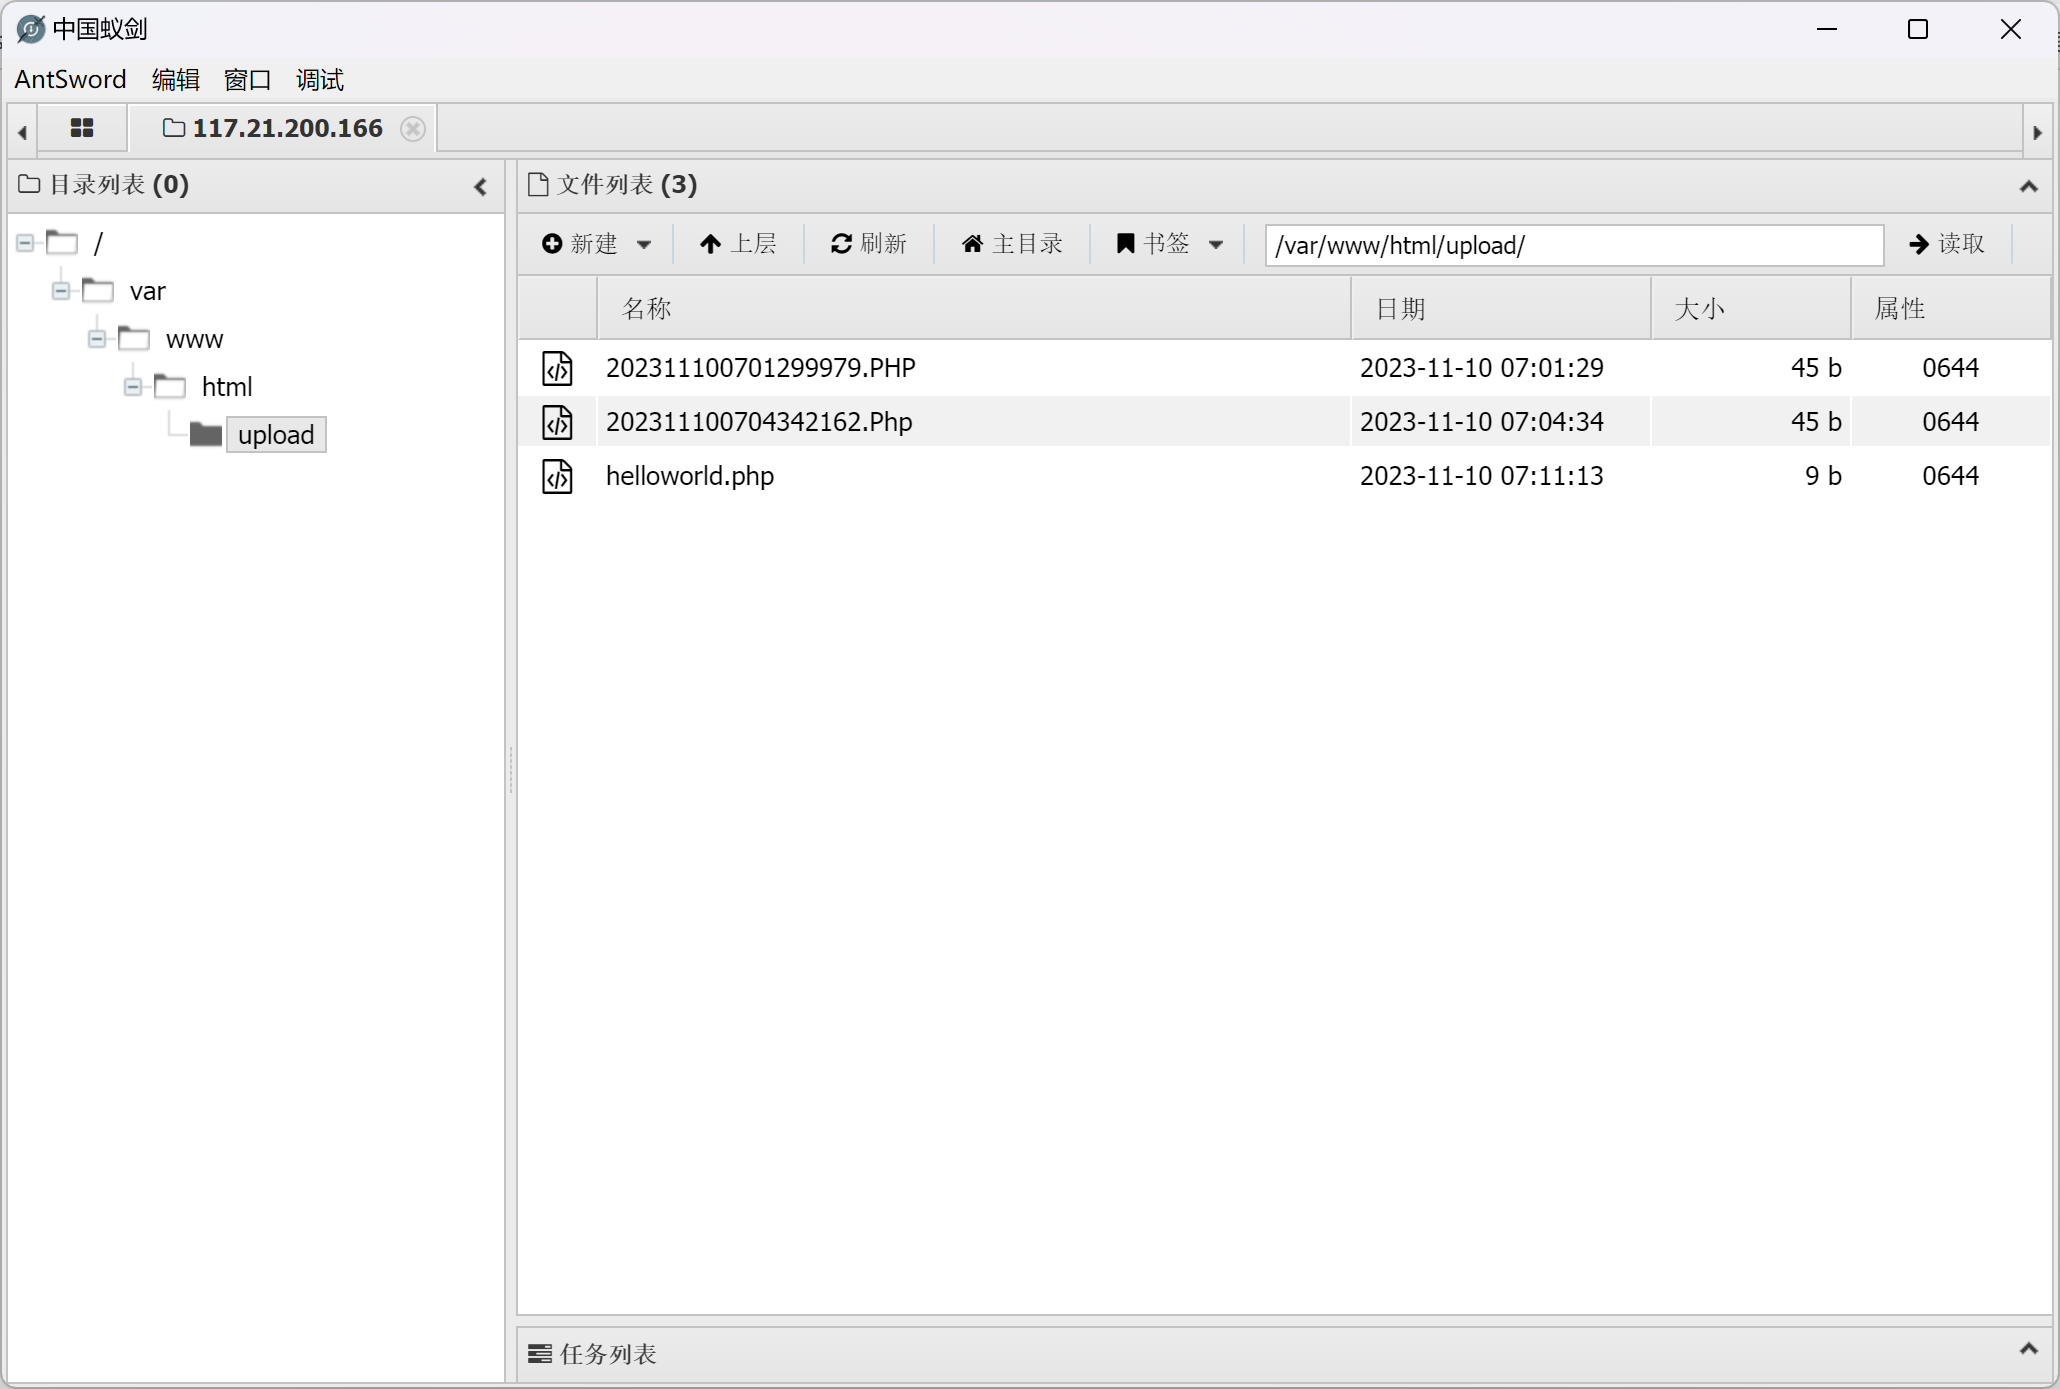 中国蚁剑
AntSword 编辑 窗口 调试
117.21.200.166
目录列表 (0)
/
var
www
html
upload
文件列表 (3)
新建 上层 刷新 主目录 书签 /var/www/html/upload/ 读取
名称 日期 大小 属性
202311100701299979.PHP 2023-11-10 07:01:29 45 b 0644
202311100704342162.Php 2023-11-10 07:04:34 45 b 0644
helloworld.php 2023-11-10 07:11:13 9 b 0644
任务列表